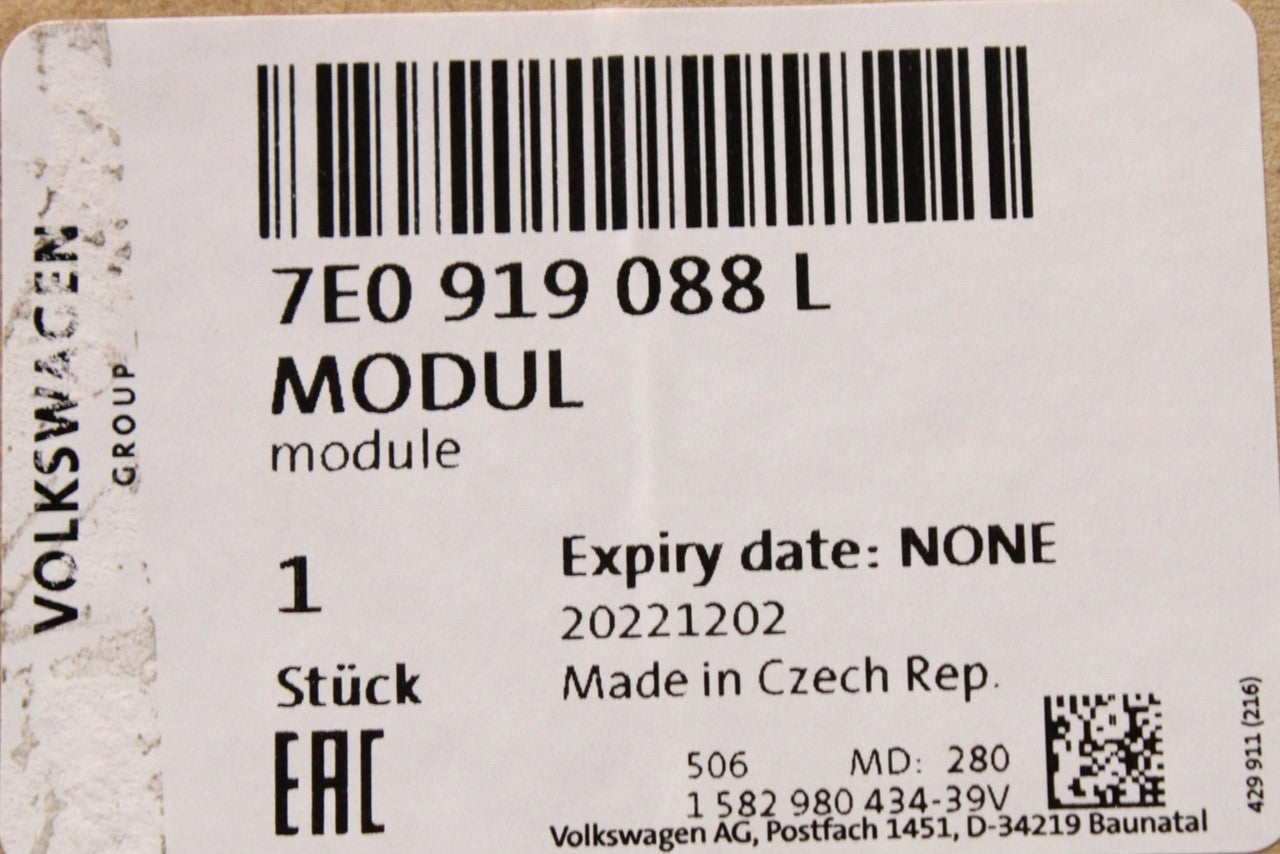 VOLKSWAGEN
GROUP
7E0 919 088 L
MODUL
module
1
Stück
Expiry date: NONE
20221202
Made in Czech Rep.
EAC
506 MD: 280
1 582 980 434-39V
Volkswagen AG, Postfach 1451, D-34219 Baunatal
429 911 (216)